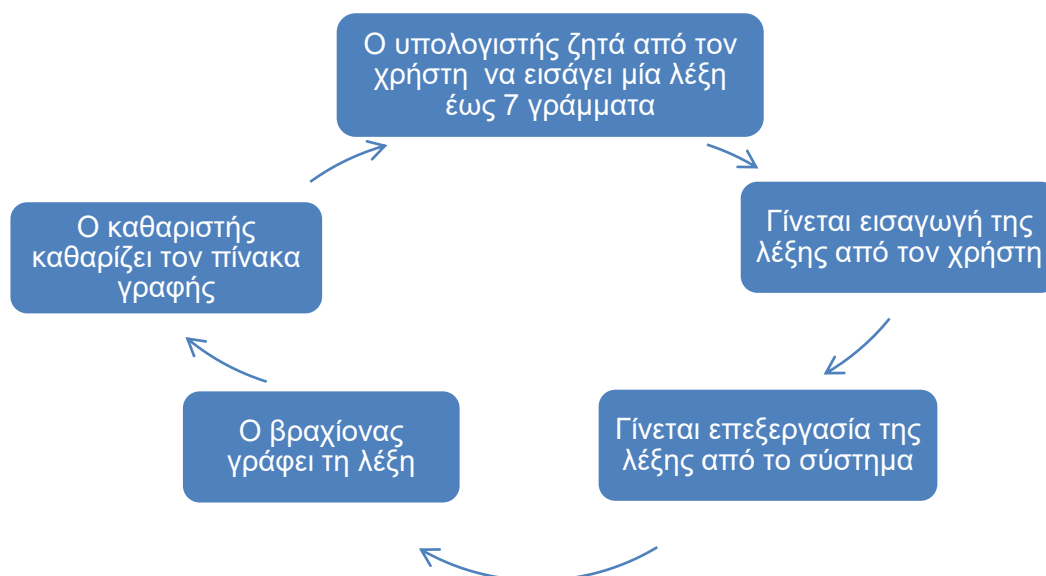 Ο υπολογιστής ζητά από τον
χρήστη να εισάγει μία λέξη
έως 7 γράμματα
Γίνεται εισαγωγή της
λέξης από τον χρήστη
Γίνεται επεξεργασία της
λέξης από το σύστημα
Ο βραχίονας
γράφει τη λέξη
Ο καθαριστής
καθαρίζει τον πίνακα
γραφής